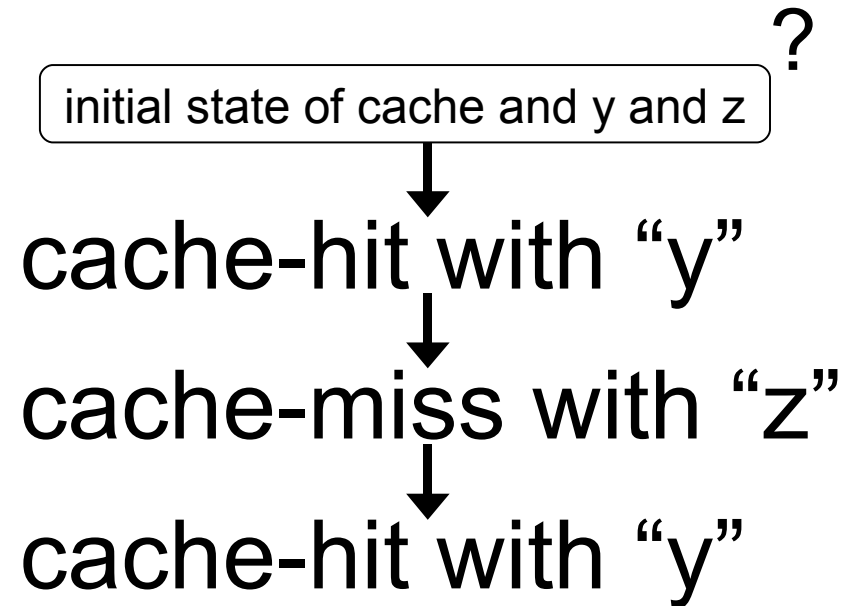 ?
initial state of cache and y and z
cache-hit with “y”
cache-miss with “z”
cache-hit with “y”